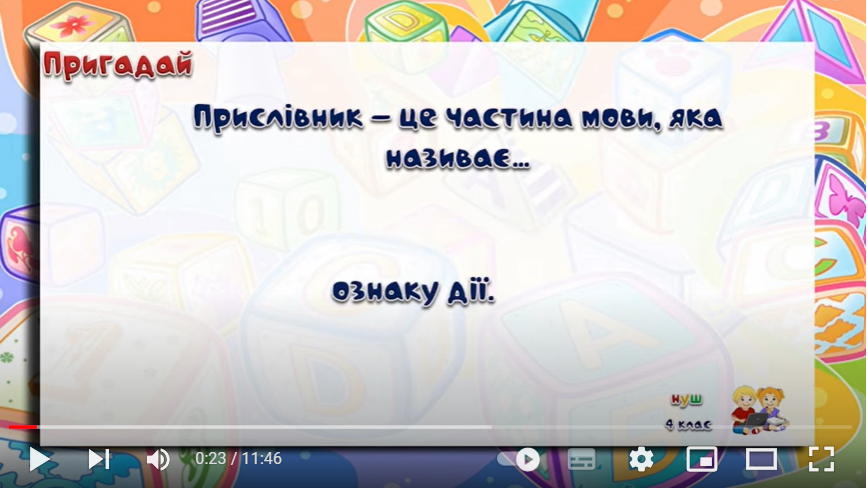 Пригадай
Прислівник – це частина мови, яка
називає...
ознаку дії.
нуш
4 клас
0:23 / 11:46